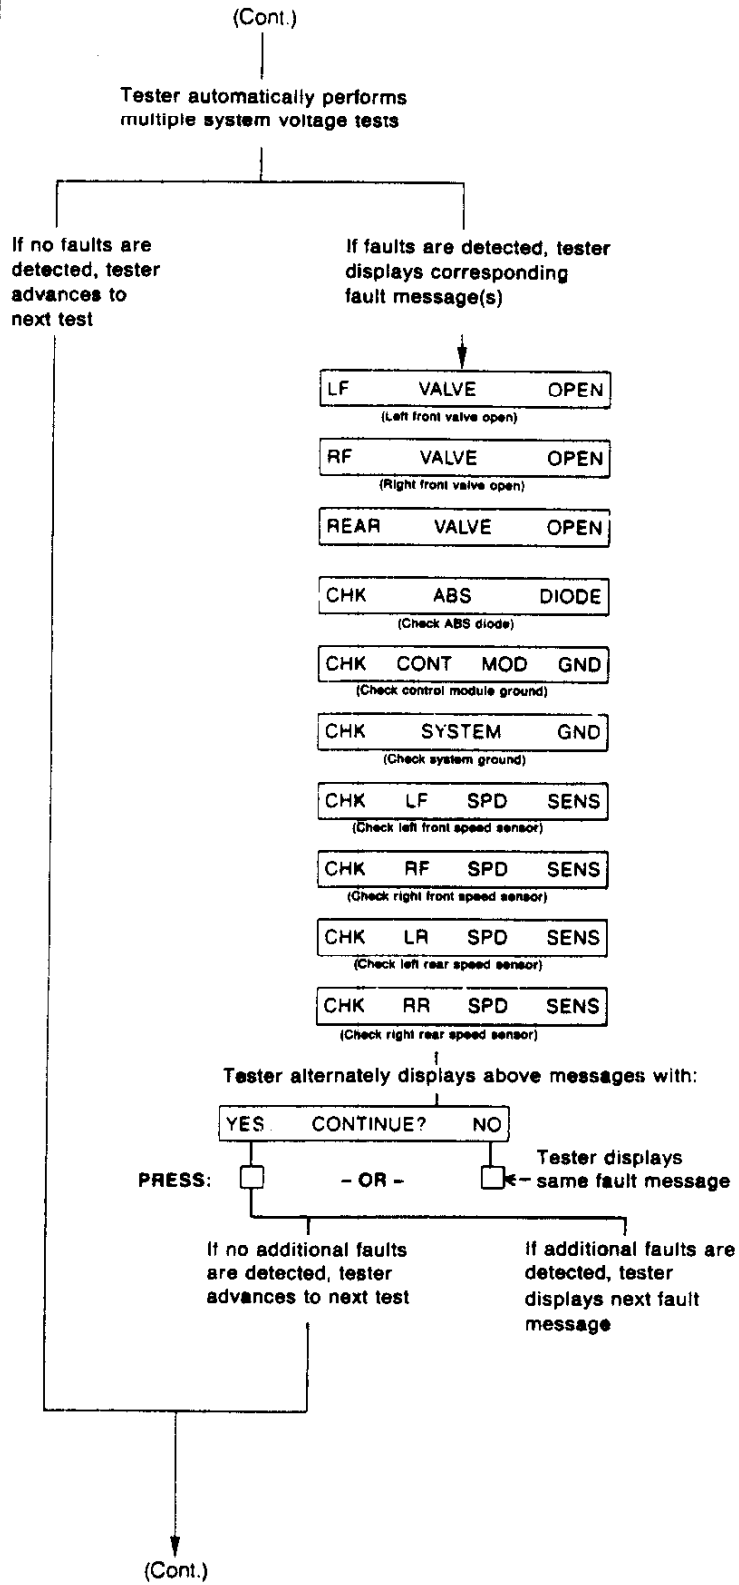 (Cont.)
Tester automatically performs
multiple system voltage tests
If no faults are
detected, tester
advances to
next test
If faults are detected, tester
displays corresponding
fault message(s)
LF VALVE OPEN
(Left front valve open)
RF VALVE OPEN
(Right front valve open)
REAR VALVE OPEN
CHK ABS DIODE
(Check ABS diode)
CHK CONT MOD GND
(Check control module ground)
CHK SYSTEM GND
(Check system ground)
CHK LF SPD SENS
(Check left front speed sensor)
CHK RF SPD SENS
(Check right front speed sensor)
CHK LR SPD SENS
(Check left rear speed sensor)
CHK RR SPD SENS
(Check right rear speed sensor)
Tester alternately displays above messages with:
YES CONTINUE? NO
PRESS: – OR –
Tester displays
same fault message
If no additional faults
are detected, tester
advances to next test
If additional faults are
detected, tester
displays next fault
message
(Cont.)